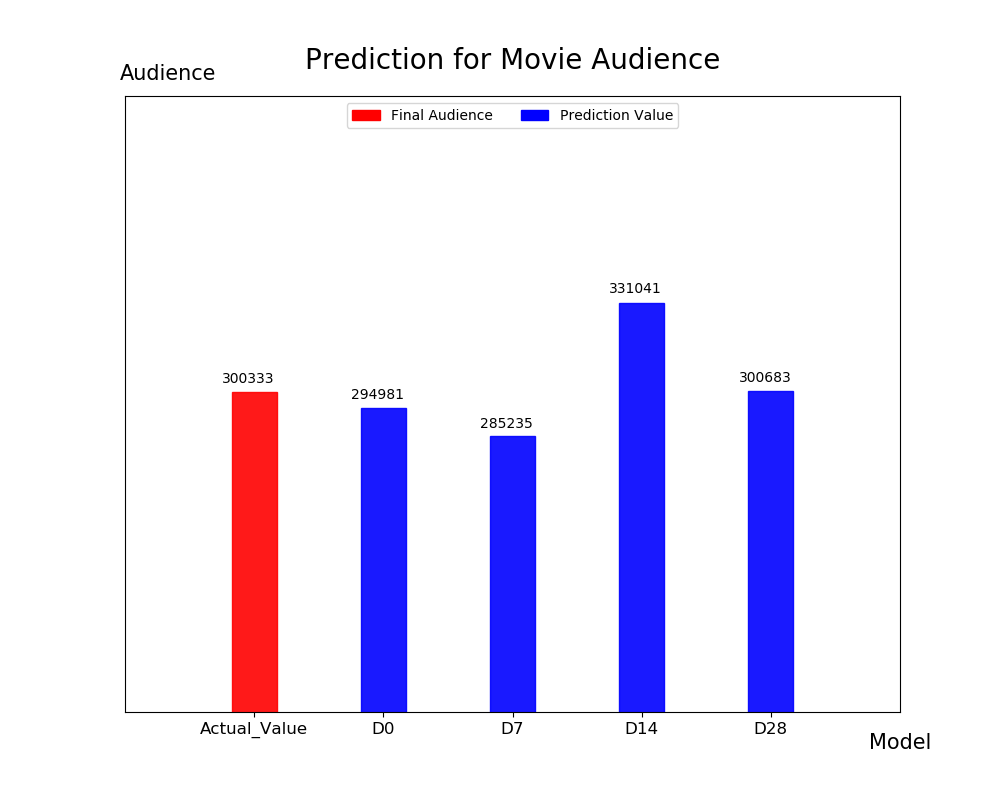 Prediction for Movie Audience
Audience
Final Audience
Prediction Value
331041
300333
294981
285235
300683
Actual_Value
D0
D7
D14
D28
Model